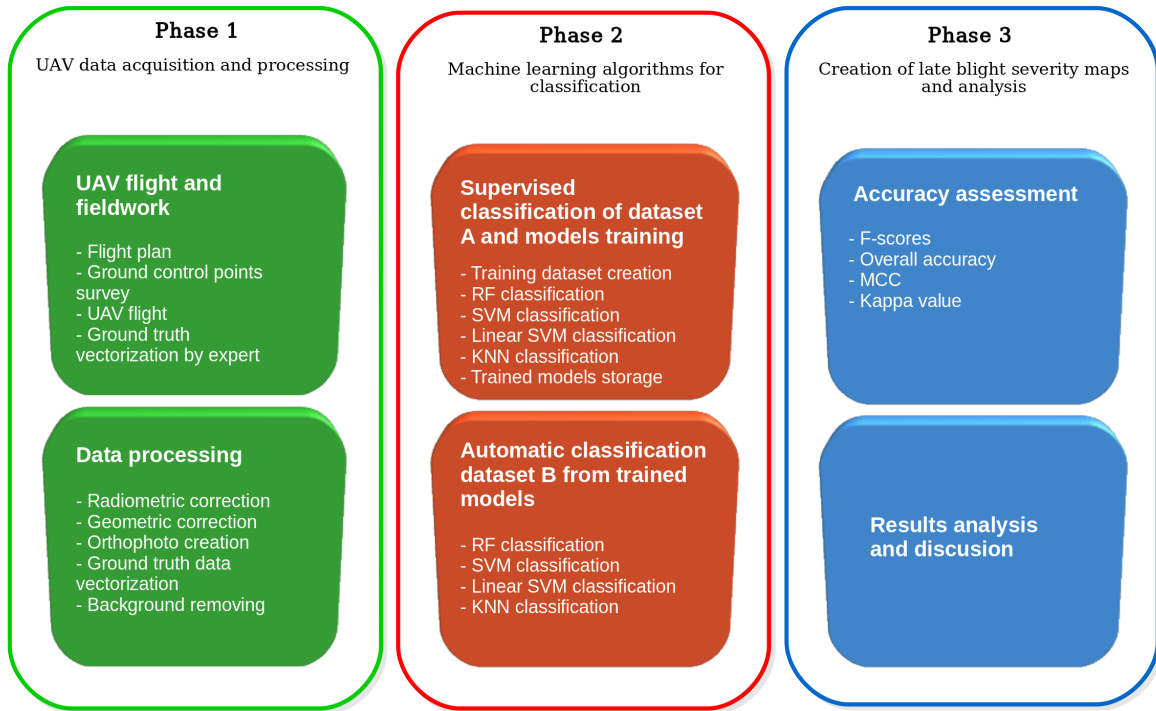 Phase 1
UAV data acquisition and processing
UAV flight and
fieldwork
- Flight plan
- Ground control points
survey
- UAV flight
- Ground truth
vectorization by expert
Data processing
- Radiometric correction
- Geometric correction
- Orthophoto creation
- Ground truth data
vectorization
- Background removing
Phase 2
Machine learning algorithms for
classification
Supervised
classification of dataset
A and models training
- Training dataset creation
- RF classification
- SVM classification
- Linear SVM classification
- KNN classification
- Trained models storage
Automatic classification
dataset B from trained
models
- RF classification
- SVM classification
- Linear SVM classification
- KNN classification
Phase 3
Creation of late blight severity maps
and analysis
Accuracy assessment
- F-scores
- Overall accuracy
- MCC
- Kappa value
Results analysis
and discusion